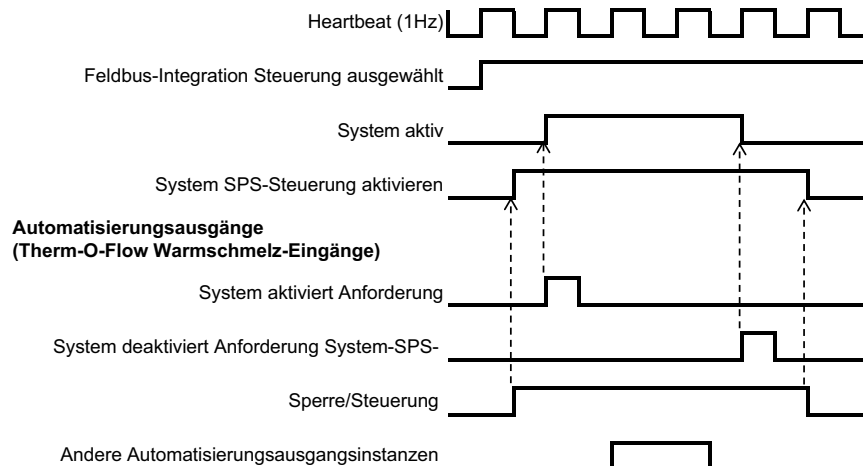 Heartbeat (1Hz)
Feldbus-Integration Steuerung ausgewählt
System aktiv
System SPS-Steuerung aktivieren
Automatisierungsausgänge
(Therm-O-Flow Warmschmelz-Eingänge)
System aktiviert Anforderung
System deaktiviert Anforderung System-SPS-
Sperre/Steuerung
Andere Automatisierungsausgangsinstanzen